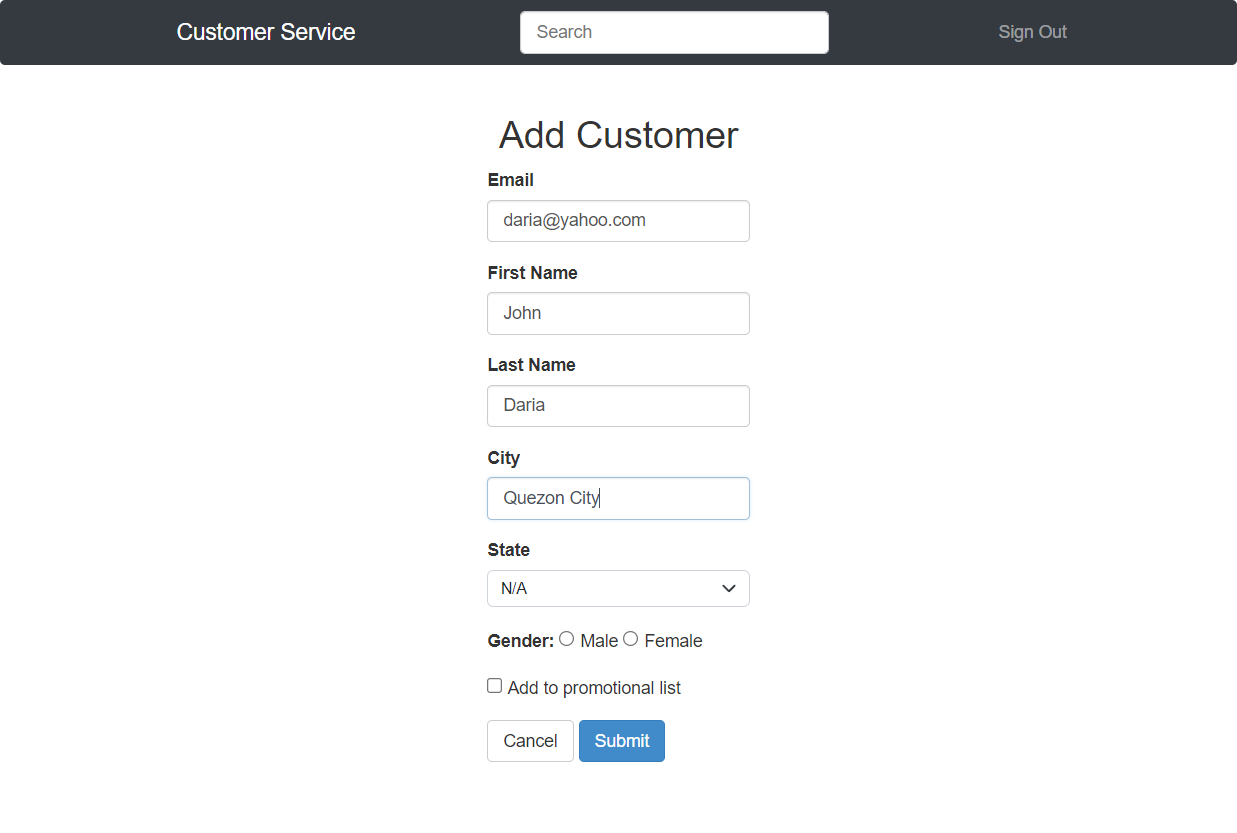 Customer Service Search Sign Out
Add Customer
Email
daria@yahoo.com
First Name
John
Last Name
Daria
City
Quezon City
State
N/A
Gender: Male Female
Add to promotional list
Cancel Submit